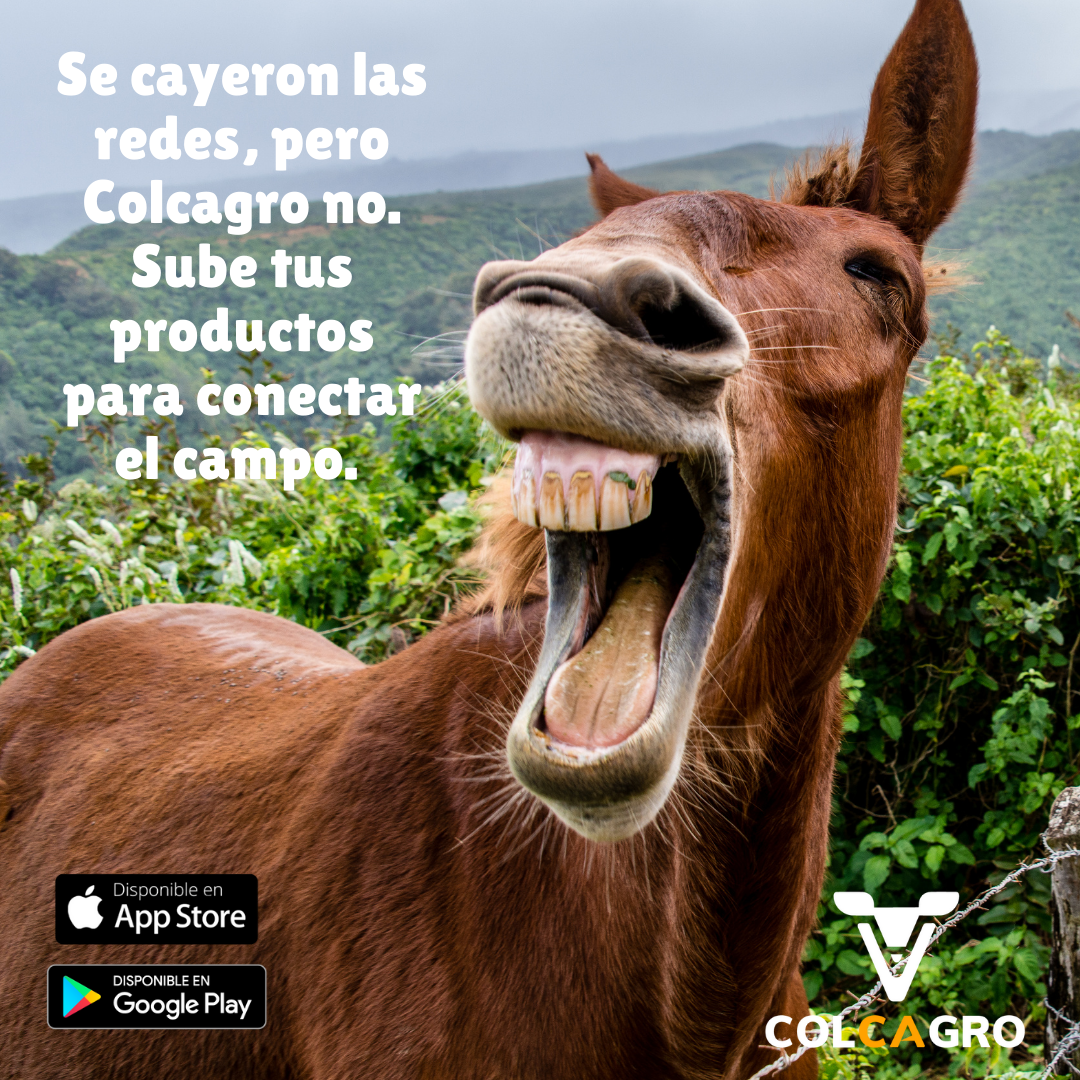 Se cayeron las
redes, pero
Colcagro no.
Sube tus
productos
para conectar
el campo.
Disponible en
App Store
DISPONIBLE EN
Google Play
COLCAGRO